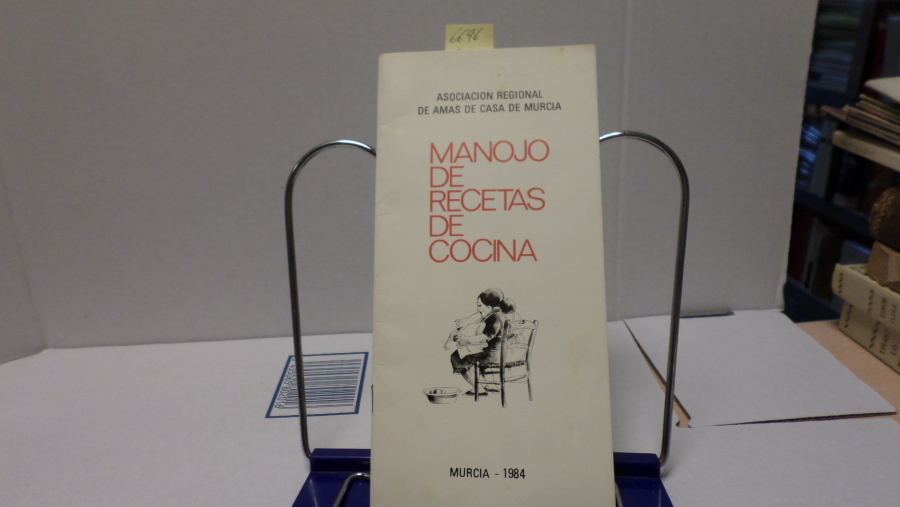 6696
ASOCIACION REGIONAL
DE AMAS DE CASA DE MURCIA
MANOJO
DE
RECETAS
DE
COCINA
MURCIA - 1984